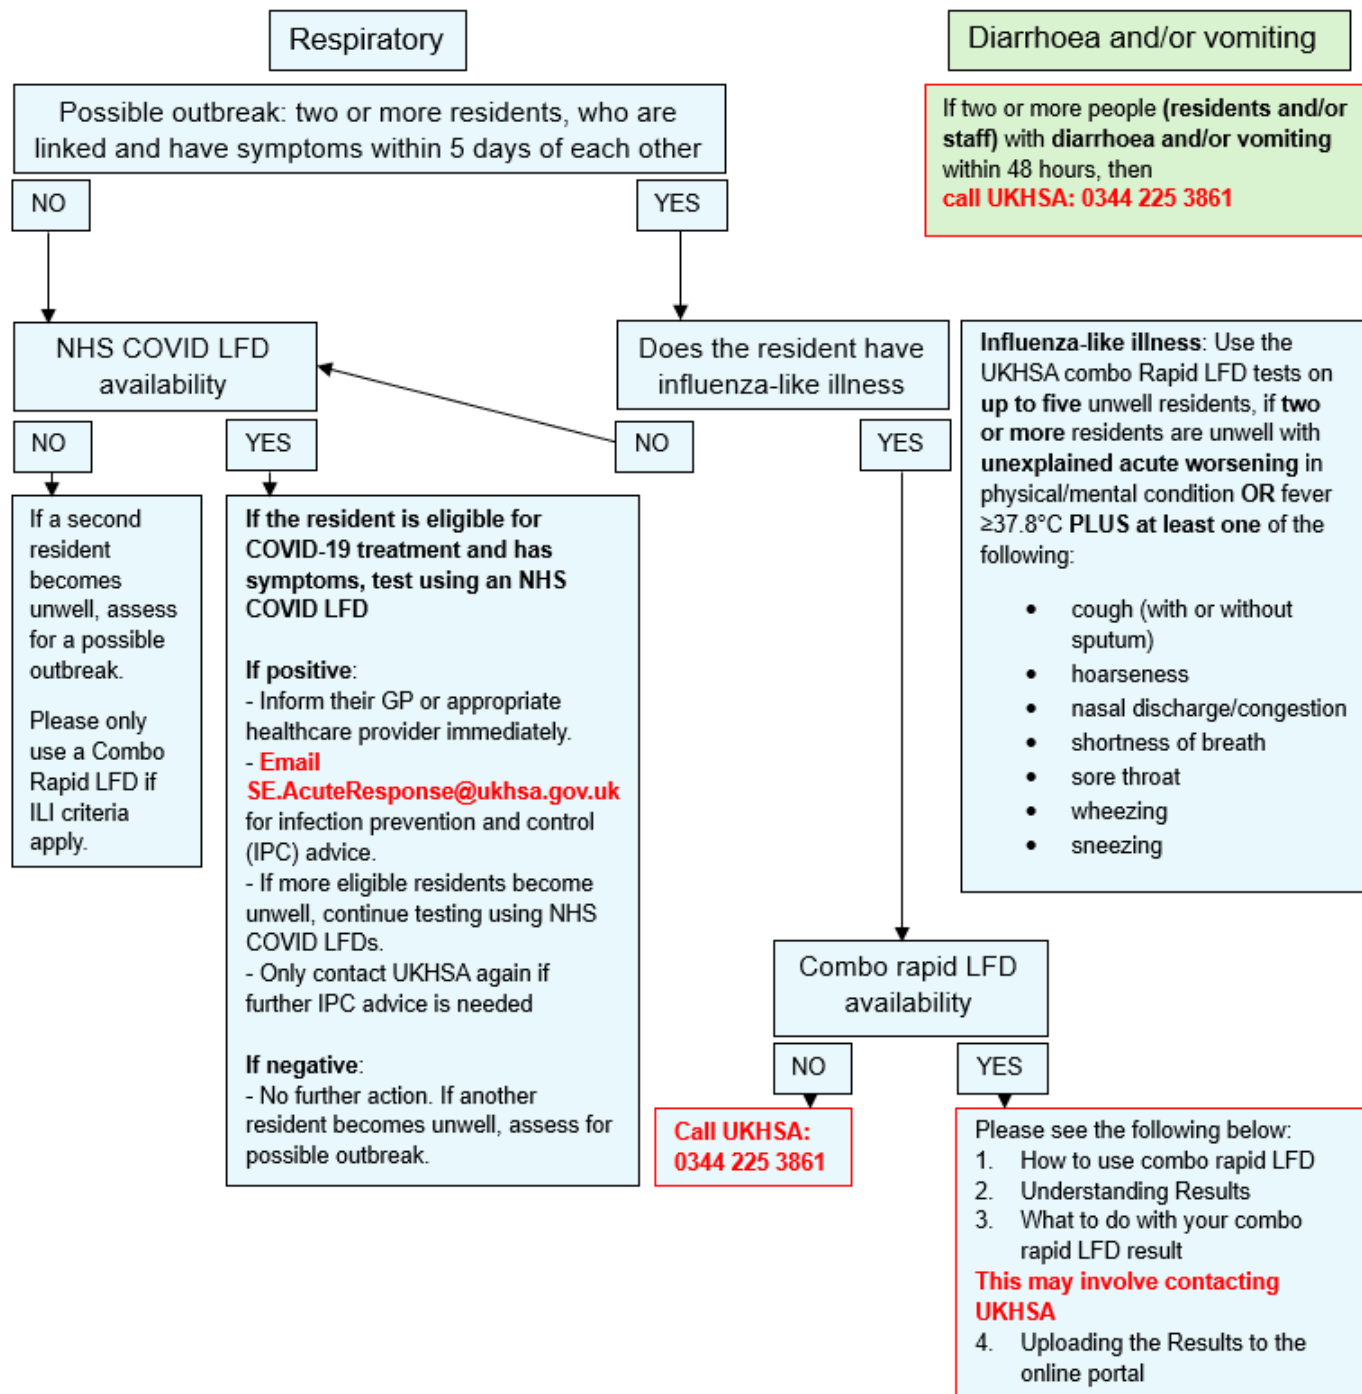 Respiratory
Possible outbreak: two or more residents, who are
linked and have symptoms within 5 days of each other
NO
YES
Diarrhoea and/or vomiting
If two or more people (residents and/or
staff) with diarrhoea and/or vomiting
within 48 hours, then
call UKHSA: 0344 225 3861
NHS COVID LFD
availability
NO
YES
Does the resident have
influenza-like illness
NO
YES
Influenza-like illness: Use the
UKHSA combo Rapid LFD tests on
up to five unwell residents, if two
or more residents are unwell with
unexplained acute worsening in
physical/mental condition OR fever
≥37.8°C PLUS at least one of the
following:
• cough (with or without
sputum)
• hoarseness
• nasal discharge/congestion
• shortness of breath
• sore throat
• wheezing
• sneezing
If a second
resident
becomes
unwell, assess
for a possible
outbreak.
Please only
use a Combo
Rapid LFD if
ILI criteria
apply.
If the resident is eligible for
COVID-19 treatment and has
symptoms, test using an NHS
COVID LFD
If positive:
- Inform their GP or appropriate
healthcare provider immediately.
- Email
SE.AcuteResponse@ukhsa.gov.uk
for infection prevention and control
(IPC) advice.
- If more eligible residents become
unwell, continue testing using NHS
COVID LFDs.
- Only contact UKHSA again if
further IPC advice is needed
If negative:
- No further action. If another
resident becomes unwell, assess for
possible outbreak.
Combo rapid LFD
availability
NO
YES
Call UKHSA:
0344 225 3861
Please see the following below:
1. How to use combo rapid LFD
2. Understanding Results
3. What to do with your combo
rapid LFD result
This may involve contacting
UKHSA
4. Uploading the Results to the
online portal